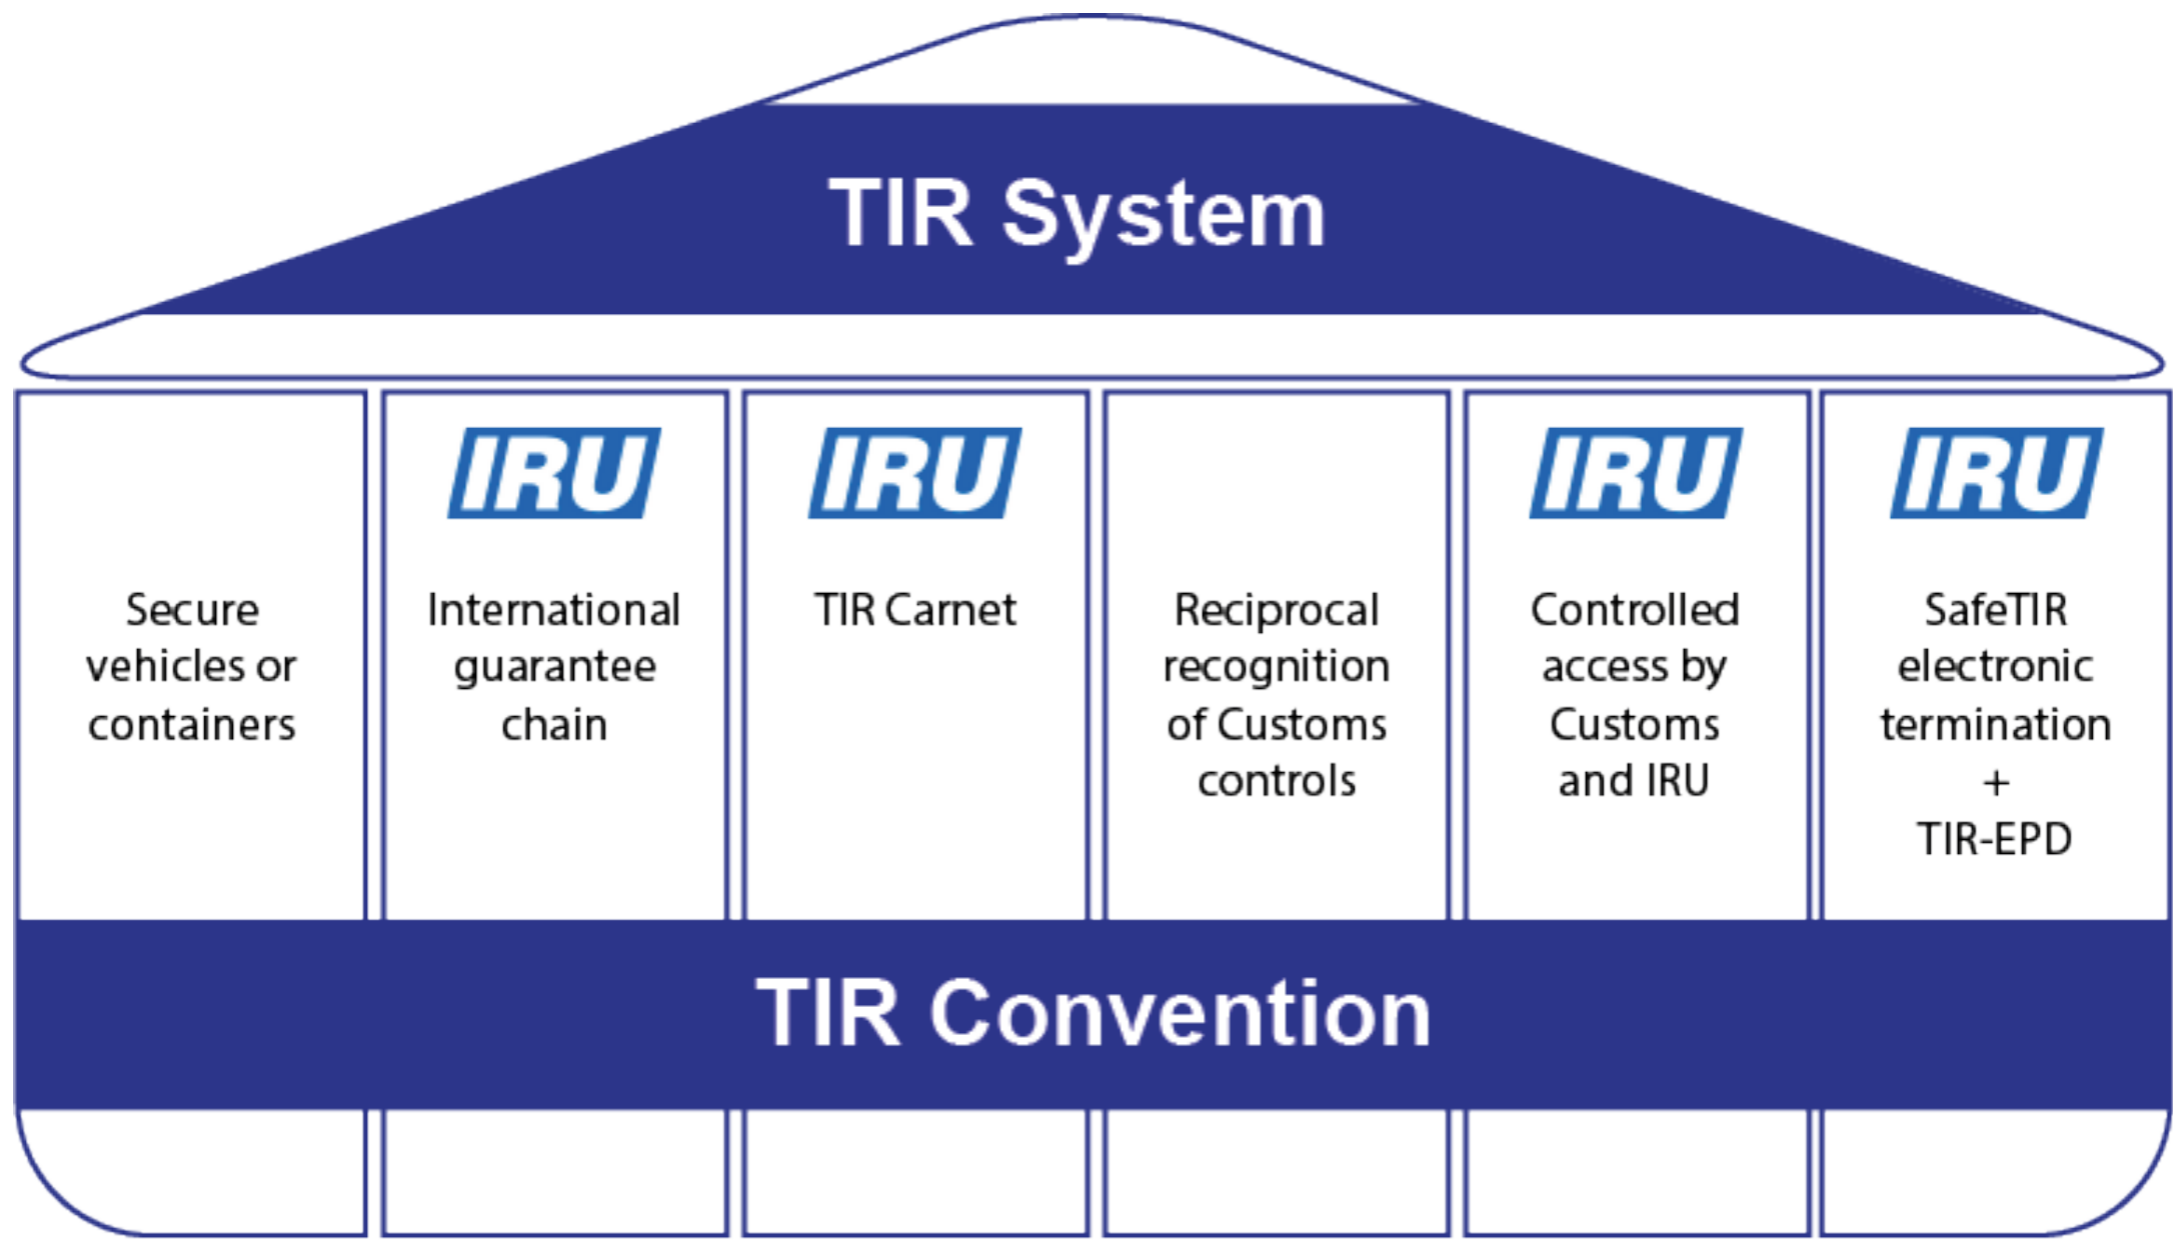 TIR System
Secure
vehicles or
containers
IRU
International
guarantee
chain
IRU
TIR Carnet
Reciprocal
recognition
of Customs
controls
IRU
Controlled
access by
Customs
and IRU
IRU
SafeTIR
electronic
termination
+
TIR-EPD
TIR Convention